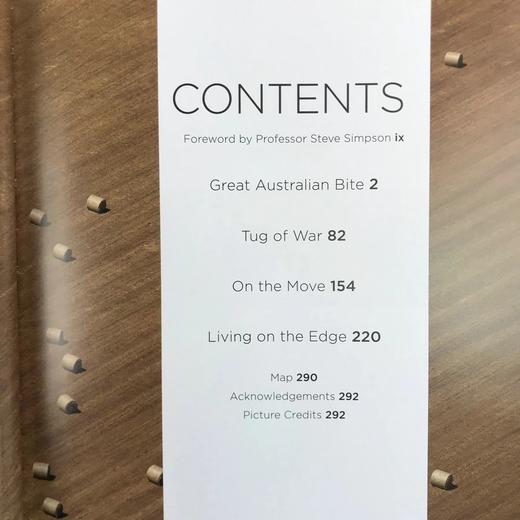 CONTENTS
Foreword by Professor Steve Simpson ix
Great Australian Bite 2
Tug of War 82
On the Move 154
Living on the Edge 220
Map 290
Acknowledgements 292
Picture Credits 292